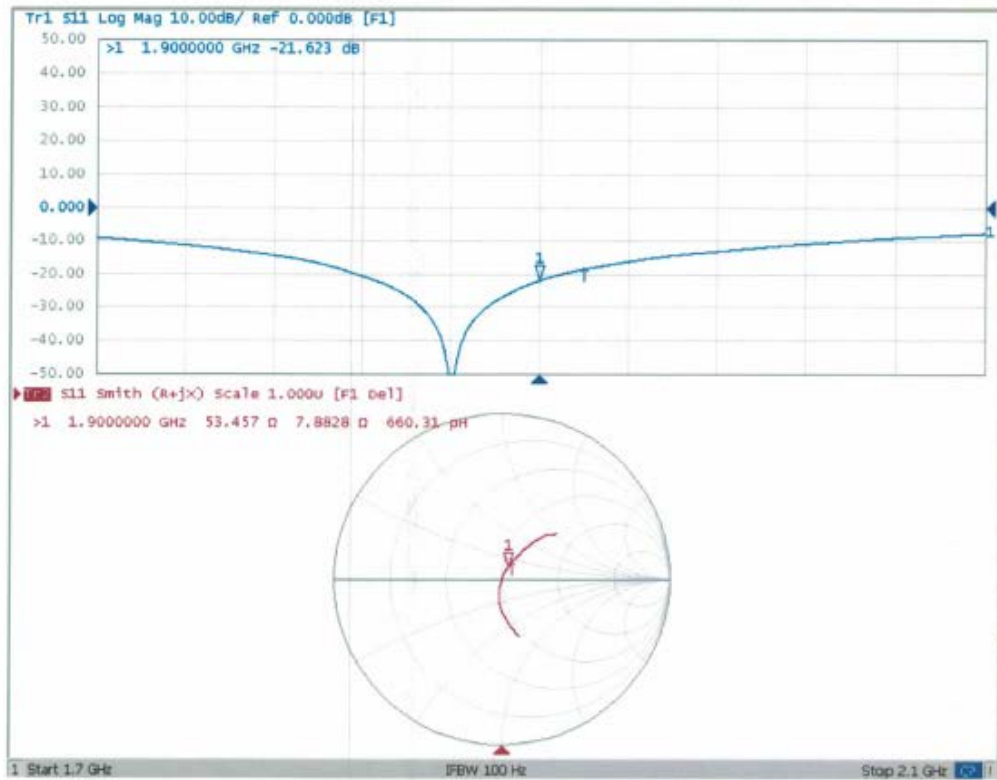 Tr1 S11 Log Mag 10.00dB/ Ref 0.000dB [F1]
50.00
>1 1.9000000 GHz -21.623 dB
40.00
30.00
20.00
10.00
0.000
-10.00
1
1
-20.00
-30.00
-40.00
-50.00
Tr2 S11 Smith (R+jX) Scale 1.000U [F1 Del]
>1 1.9000000 GHz 53.457 Ω 7.8828 Ω 660.31 pH
1
1 Start 1.7 GHz IFBW 100 Hz Stop 2.1 GHz